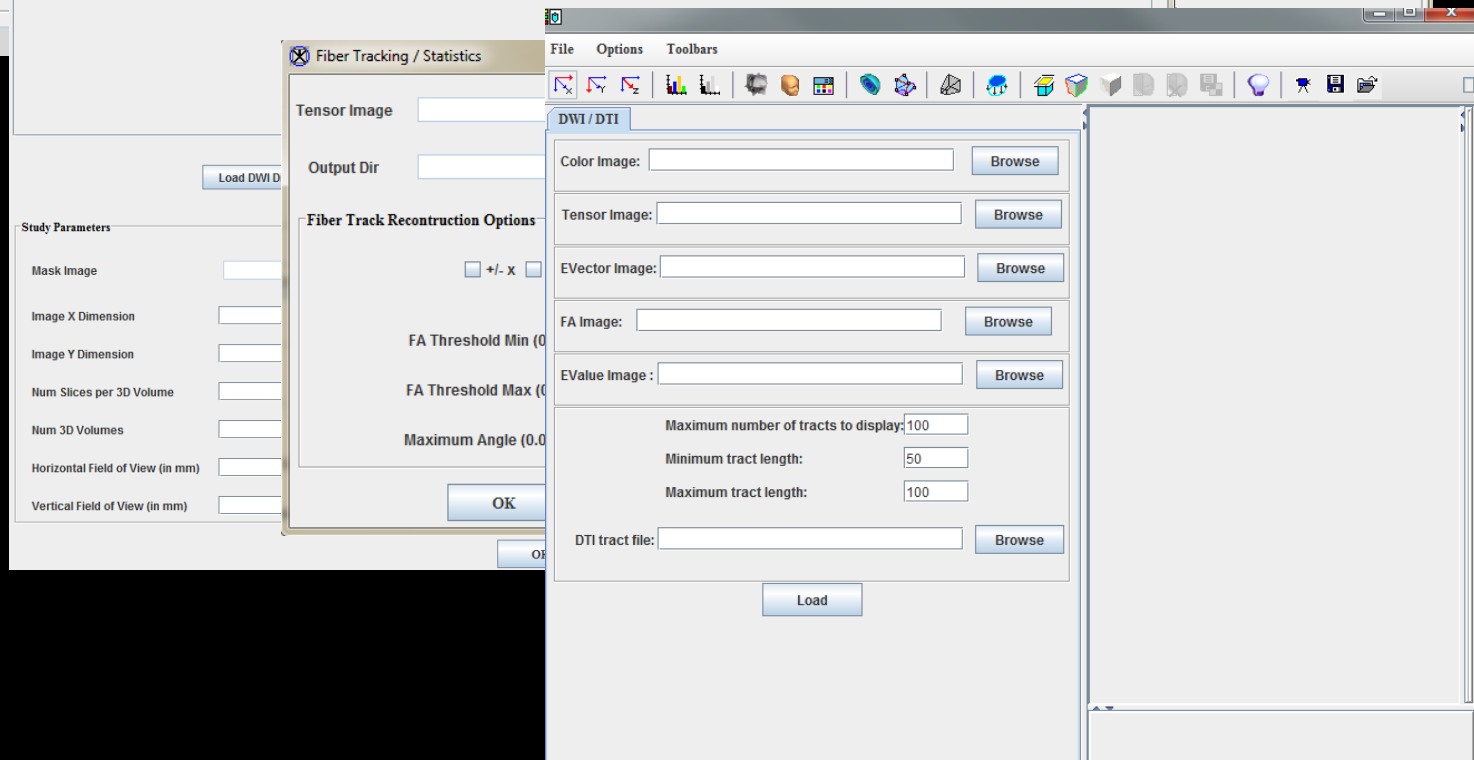 Load DWI D
Study Parameters
Mask Image
Image X Dimension
Image Y Dimension
Num Slices per 3D Volume
Num 3D Volumes
Horizontal Field of View (in mm)
Vertical Field of View (in mm)
Fiber Tracking / Statistics
Tensor Image
Output Dir
Fiber Track Recontruction Options
+/- x
FA Threshold Min (0
FA Threshold Max (0
Maximum Angle (0.0
OK
OK
File Options Toolbars
DWI / DTI
Color Image: Browse
Tensor Image: Browse
EVector Image: Browse
FA Image: Browse
EValue Image : Browse
Maximum number of tracts to display: 100
Minimum tract length: 50
Maximum tract length: 100
DTI tract file: Browse
Load